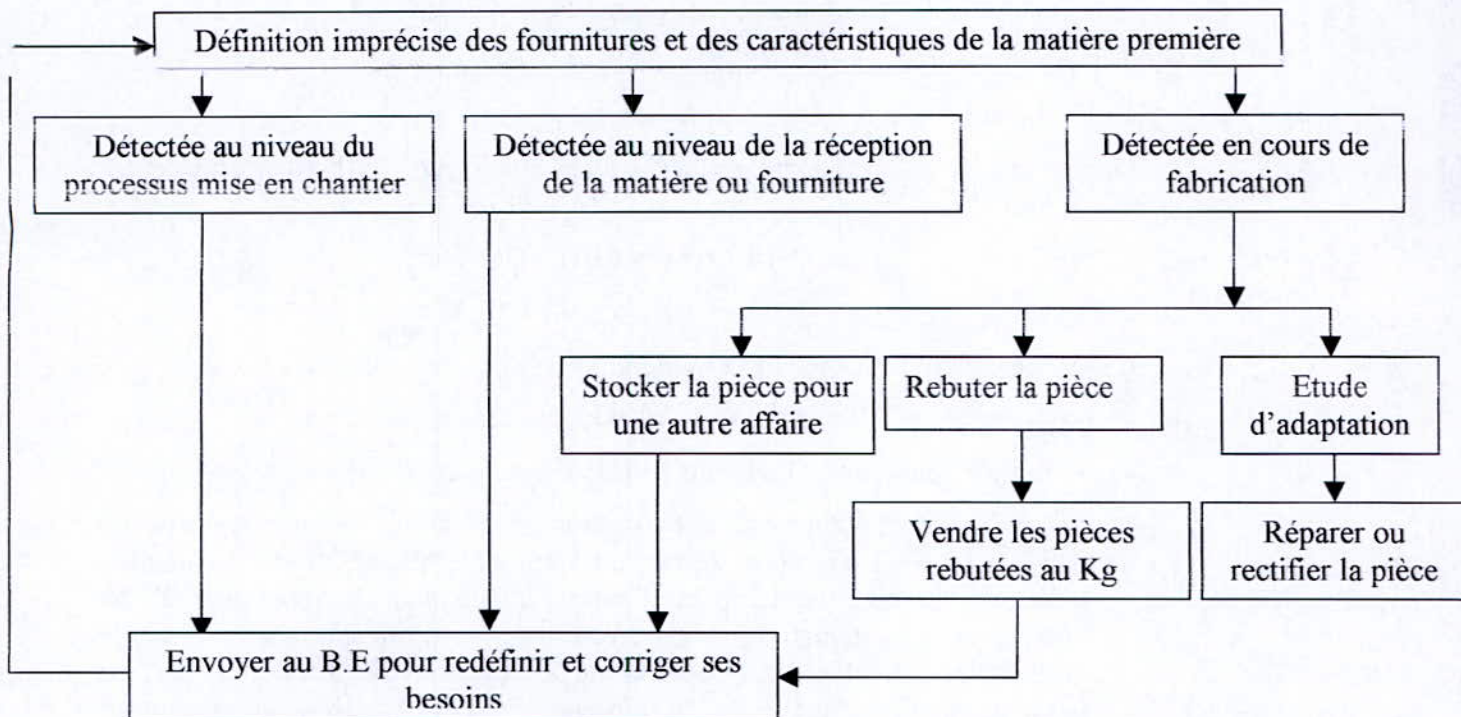 Définition imprécise des fournitures et des caractéristiques de la matière première
Détectée au niveau du
processus mise en chantier
Détectée au niveau de la réception
de la matière ou fourniture
Détectée en cours de
fabrication
Stocker la pièce pour
une autre affaire
Rebuter la pièce
Etude
d’adaptation
Vendre les pièces
rebutées au Kg
Réparer ou
rectifier la pièce
Envoyer au B.E pour redéfinir et corriger ses
besoins